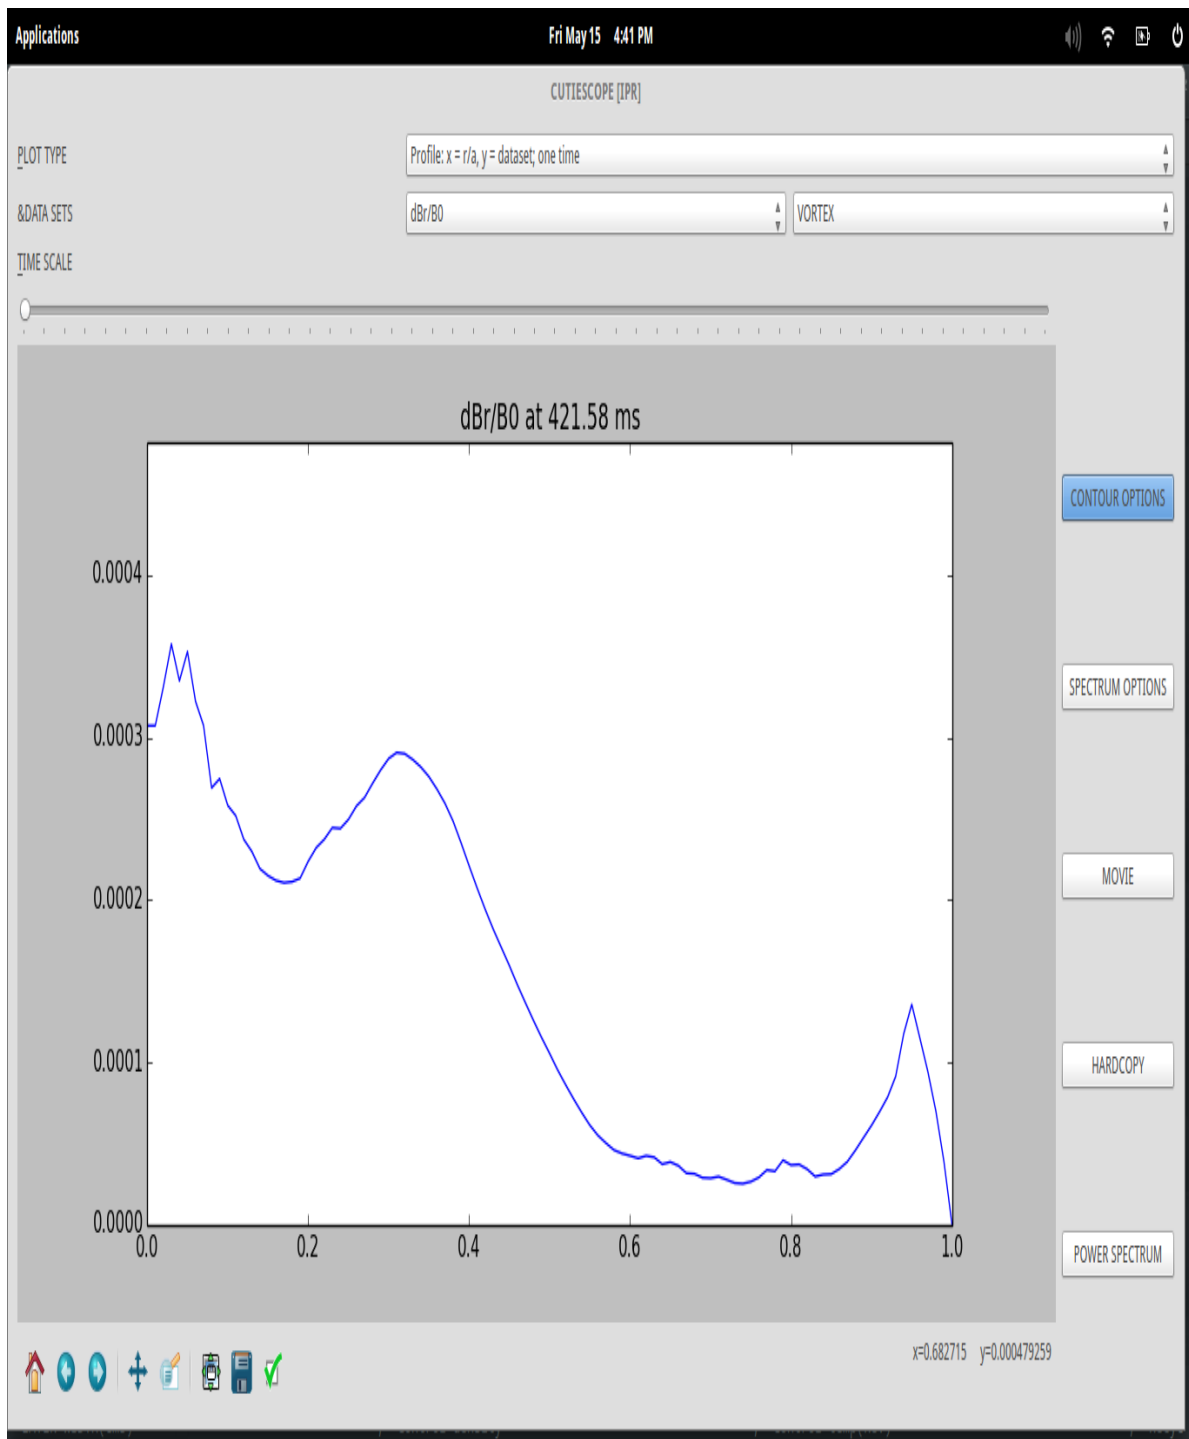 Applications Fri May 15 4:41 PM
CUTIESCOPE [IPR]
PLOT TYPE Profile: x = r/a, y = dataset; one time
&DATA SETS dBr/B0 VORTEX
TIME SCALE
dBr/B0 at 421.58 ms
0.0004
0.0003
0.0002
0.0001
0.0000
0.0 0.2 0.4 0.6 0.8 1.0
CONTOUR OPTIONS
SPECTRUM OPTIONS
MOVIE
HARDCOPY
POWER SPECTRUM
x=0.682715 y=0.000479259